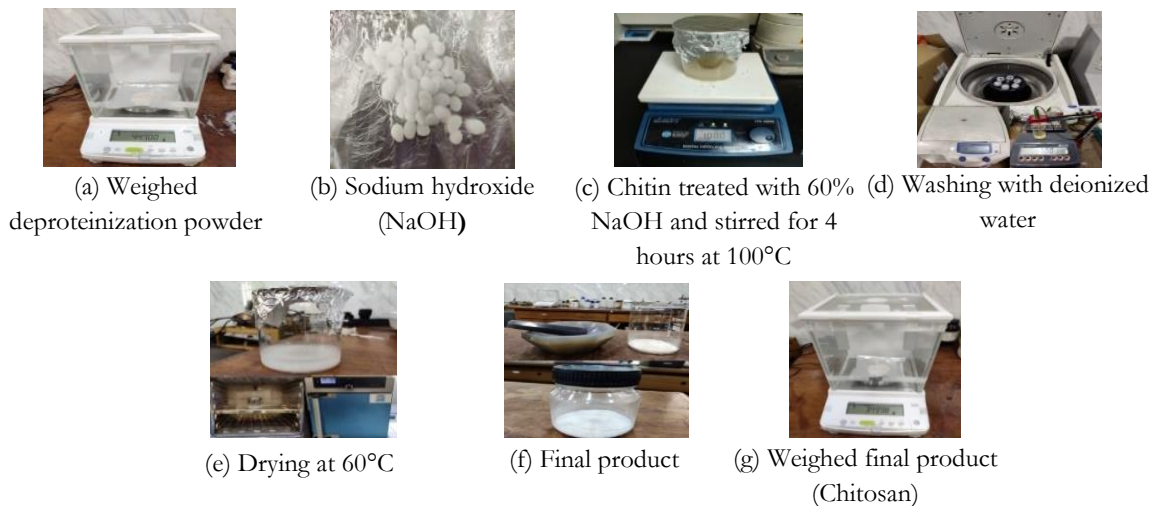 (a) Weighed
deproteinization powder
(b) Sodium hydroxide
(NaOH)
(c) Chitin treated with 60%
NaOH and stirred for 4
hours at 100°C
(d) Washing with deionized
water
(e) Drying at 60°C
(f) Final product
(g) Weighed final product
(Chitosan)